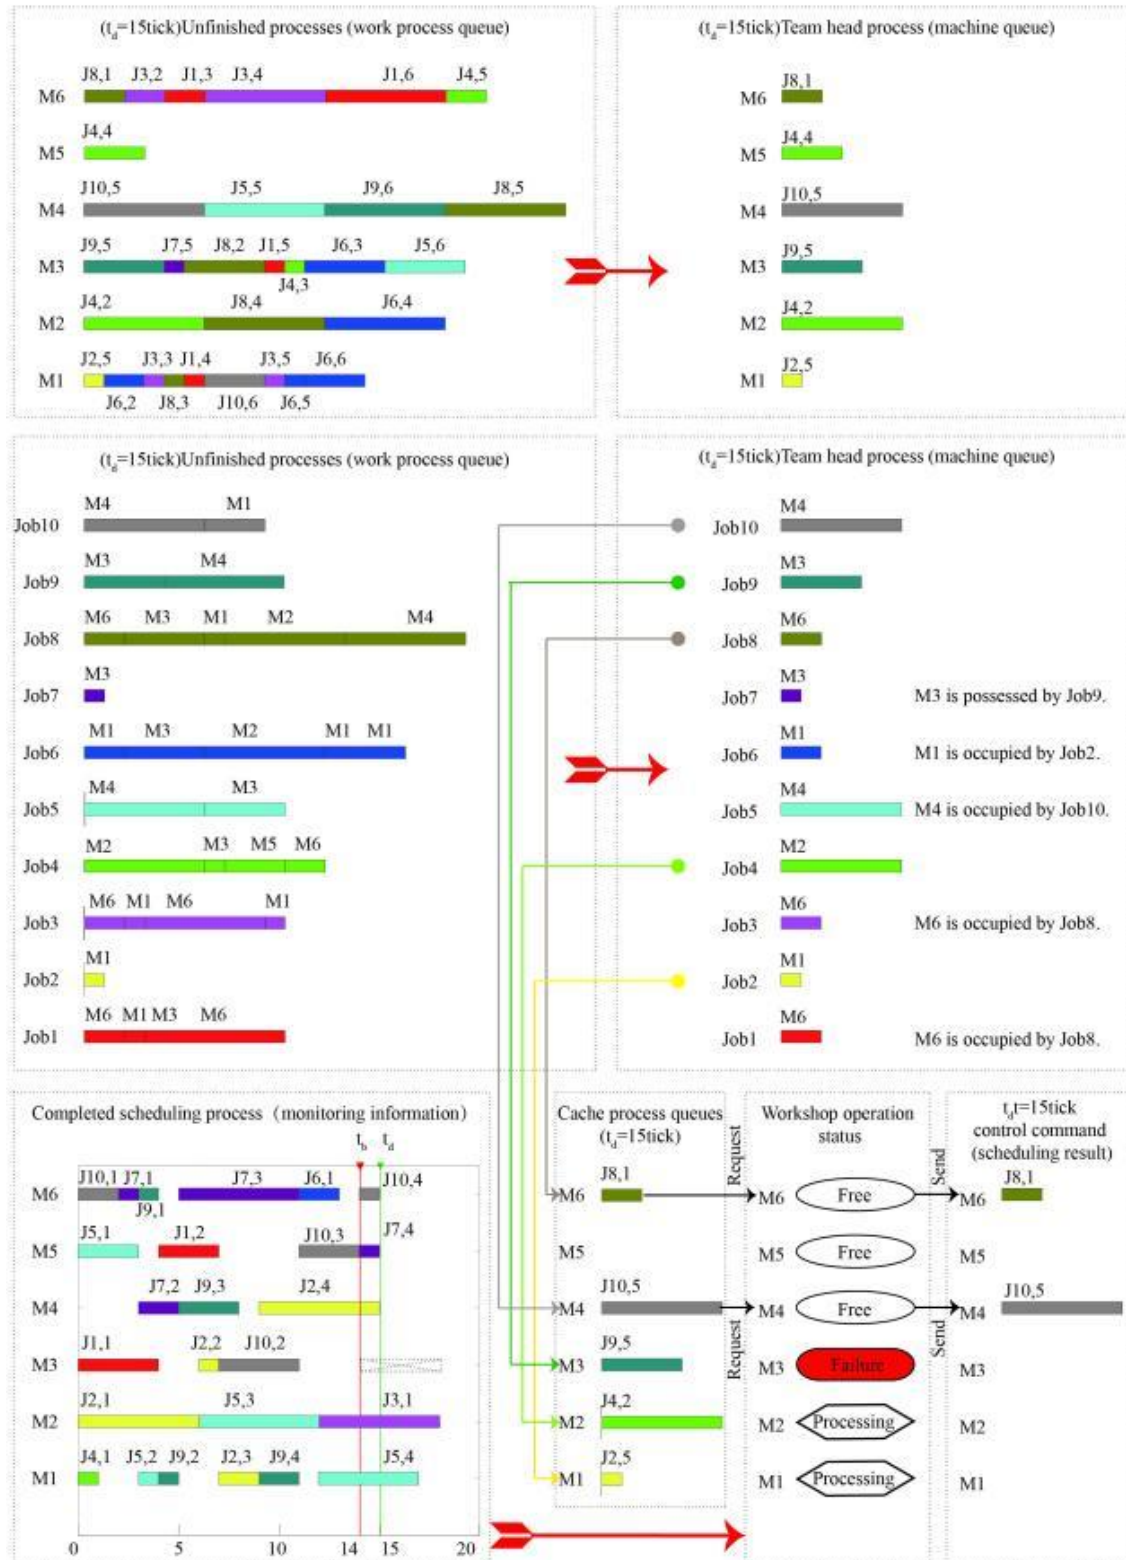 (td=15tick)Unfinished processes (work process queue)
J8,1 J3,2 J1,3 J3,4 J1,6 J4,5
M6
J4,4
M5
J10,5 J5,5 J9,6 J8,5
M4
J9,5 J7,5 J8,2 J1,5 J6,3 J5,6
M3
J4,3
J4,2 J8,4 J6,4
M2
J2,5 J3,3 J1,4 J3,5 J6,6
M1
J6,2 J8,3 J10,6 J6,5
(td=15tick)Team head process (machine queue)
J8,1
M6
J4,4
M5
J10,5
M4
J9,5
M3
J4,2
M2
J2,5
M1
(td=15tick)Unfinished processes (work process queue)
M4 M1
Job10
M3 M4
Job9
M6 M3 M1 M2 M4
Job8
M3
Job7
M1 M3 M2 M1 M1
Job6
M4 M3
Job5
M2 M3 M5 M6
Job4
M6 M1 M6 M1
Job3
M1
Job2
M6 M1 M3 M6
Job1
(td=15tick)Team head process (machine queue)
M4
Job10
M3
Job9
M6
Job8
M3
Job7 M3 is possessed by Job9.
M1
Job6 M1 is occupied by Job2.
M4
Job5 M4 is occupied by Job10.
M2
Job4
M6
Job3 M6 is occupied by Job8.
M1
Job2
M6
Job1 M6 is occupied by Job8.
Completed scheduling process（monitoring information）
tb td
J10,1 J7,1 J7,3 J6,1 J10,4
M6
J9,1
J5,1 J1,2 J10,3 J7,4
M5
J7,2 J9,3 J2,4
M4
J1,1 J2,2 J10,2
M3
J2,1 J5,3 J3,1
M2
J4,1 J5,2 J9,2 J2,3 J9,4 J5,4
M1
0 5 10 14 15 20
Cache process queues
(td=15tick)
J8,1
M6
M5
J10,5
M4
J9,5
M3
J4,2
M2
J2,5
M1
Request
Request
Workshop operation
status
M6 Free
M5 Free
M4 Free
M3 Failure
M2 Processing
M1 Processing
Send
Send
tdt=15tick
control command
(scheduling result)
J8,1
M6
M5
J10,5
M4
M3
M2
M1